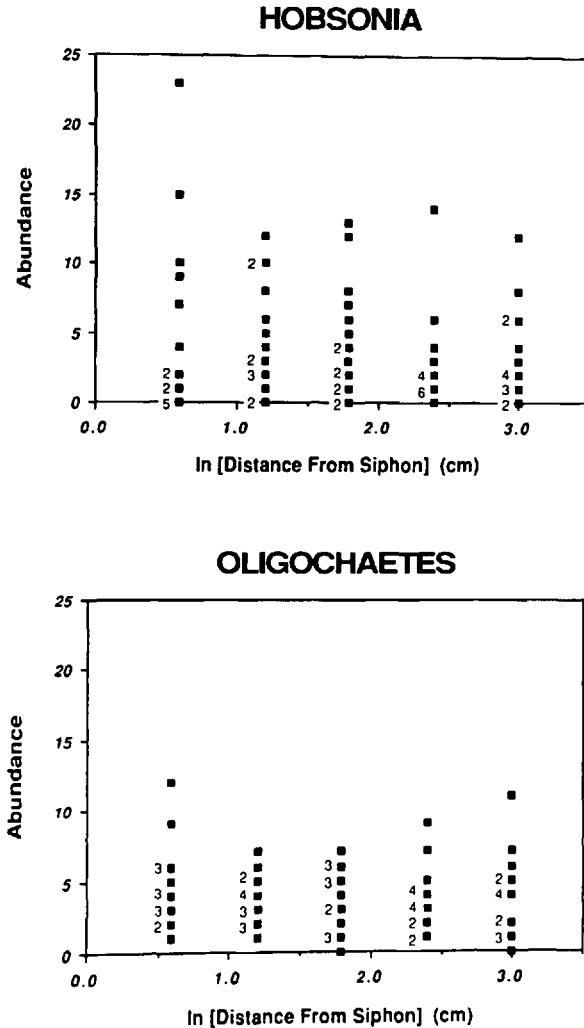 HOBSONIA
25
20
15
Abundance
10 2
2
5
2
2
2 3 2 4 4
2 2 6 3
0 5 2 2 2
0.0 1.0 2.0 3.0
ln [Distance From Siphon] (cm)
OLIGOCHAETES
25
20
15
Abundance
10
3 3
5 2 3 2
3 4 4 4
3 3 2 4
2 3 2 2
3 2 3
0
0.0 1.0 2.0 3.0
ln [Distance From Siphon] (cm)